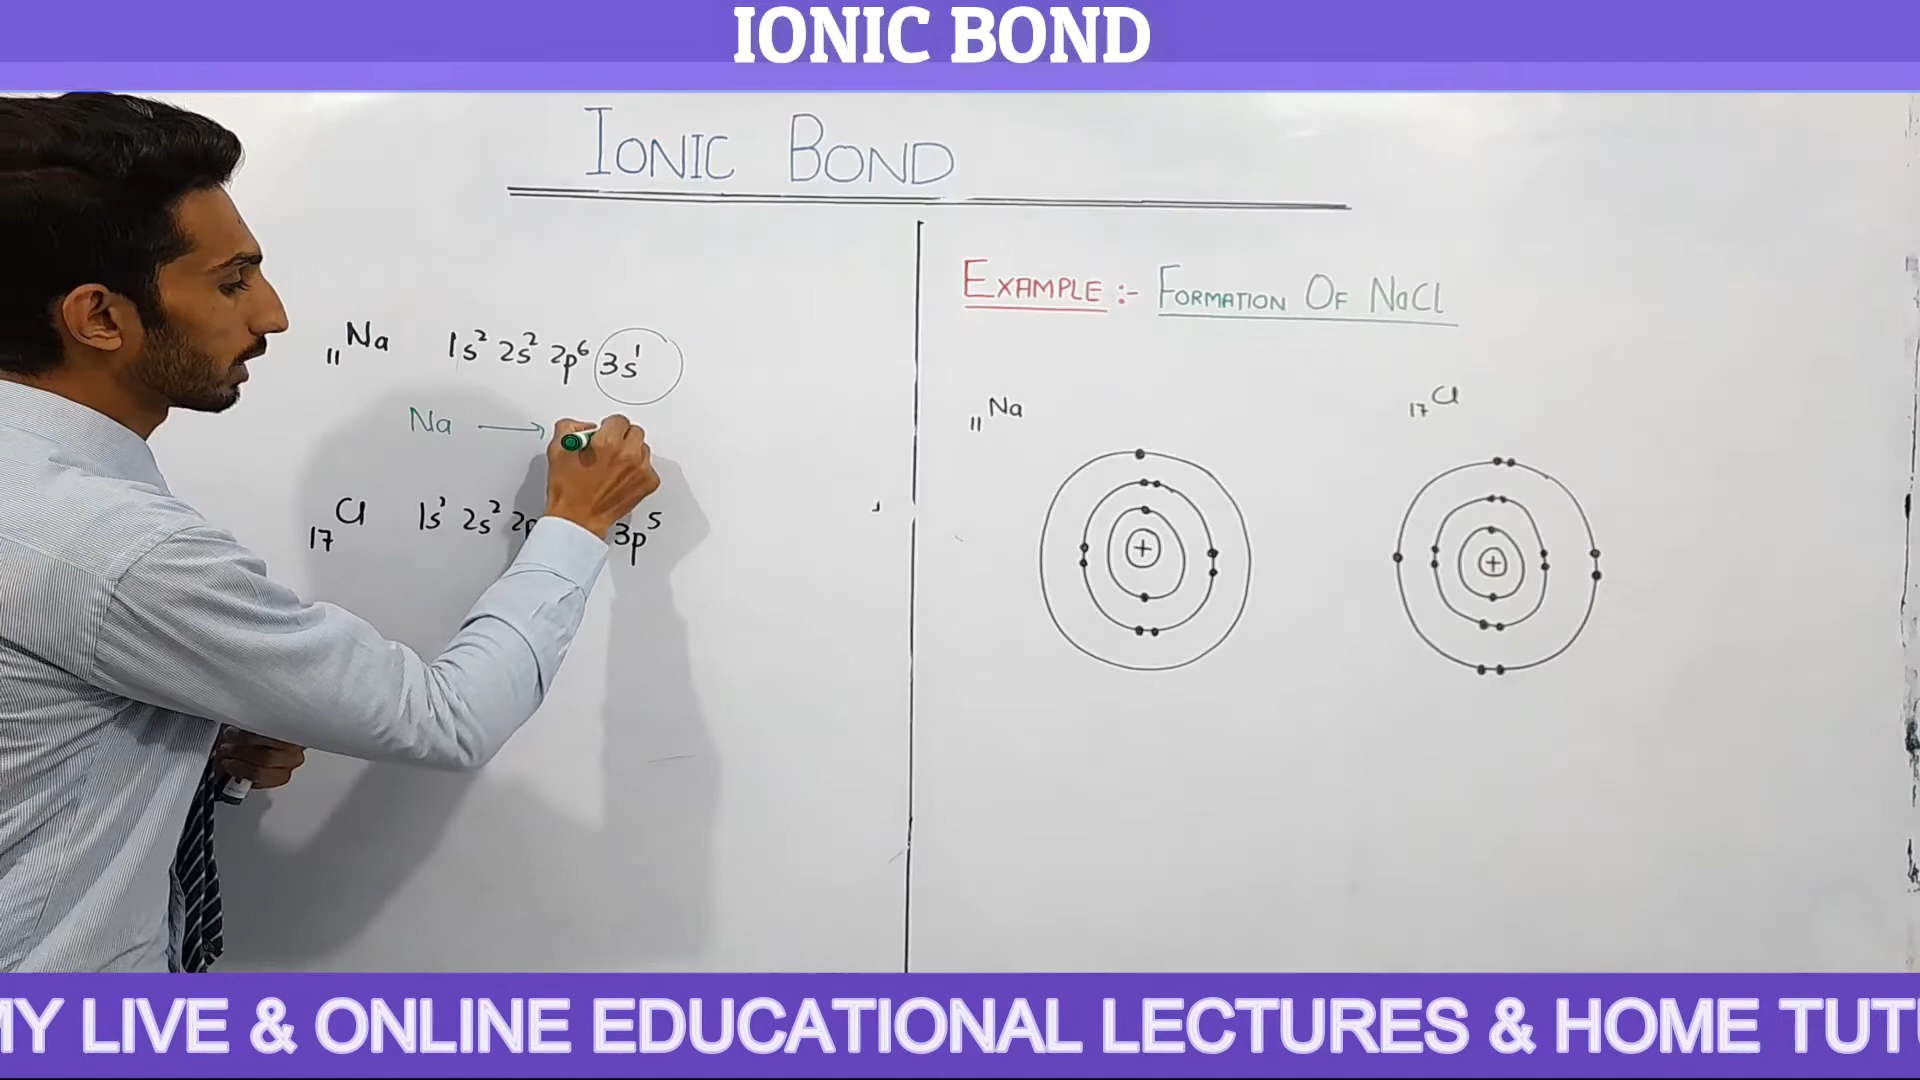 IONIC BOND
IONIC BOND
EXAMPLE :- FORMATION OF NaCl
₁₁Na 1s² 2s² 2p⁶ 3s¹
Na ⟶
₁₇Cl 1s² 2s² 3p⁵
₁₁Na
₁₇Cl
+
+
MY LIVE & ONLINE EDUCATIONAL LECTURES & HOME